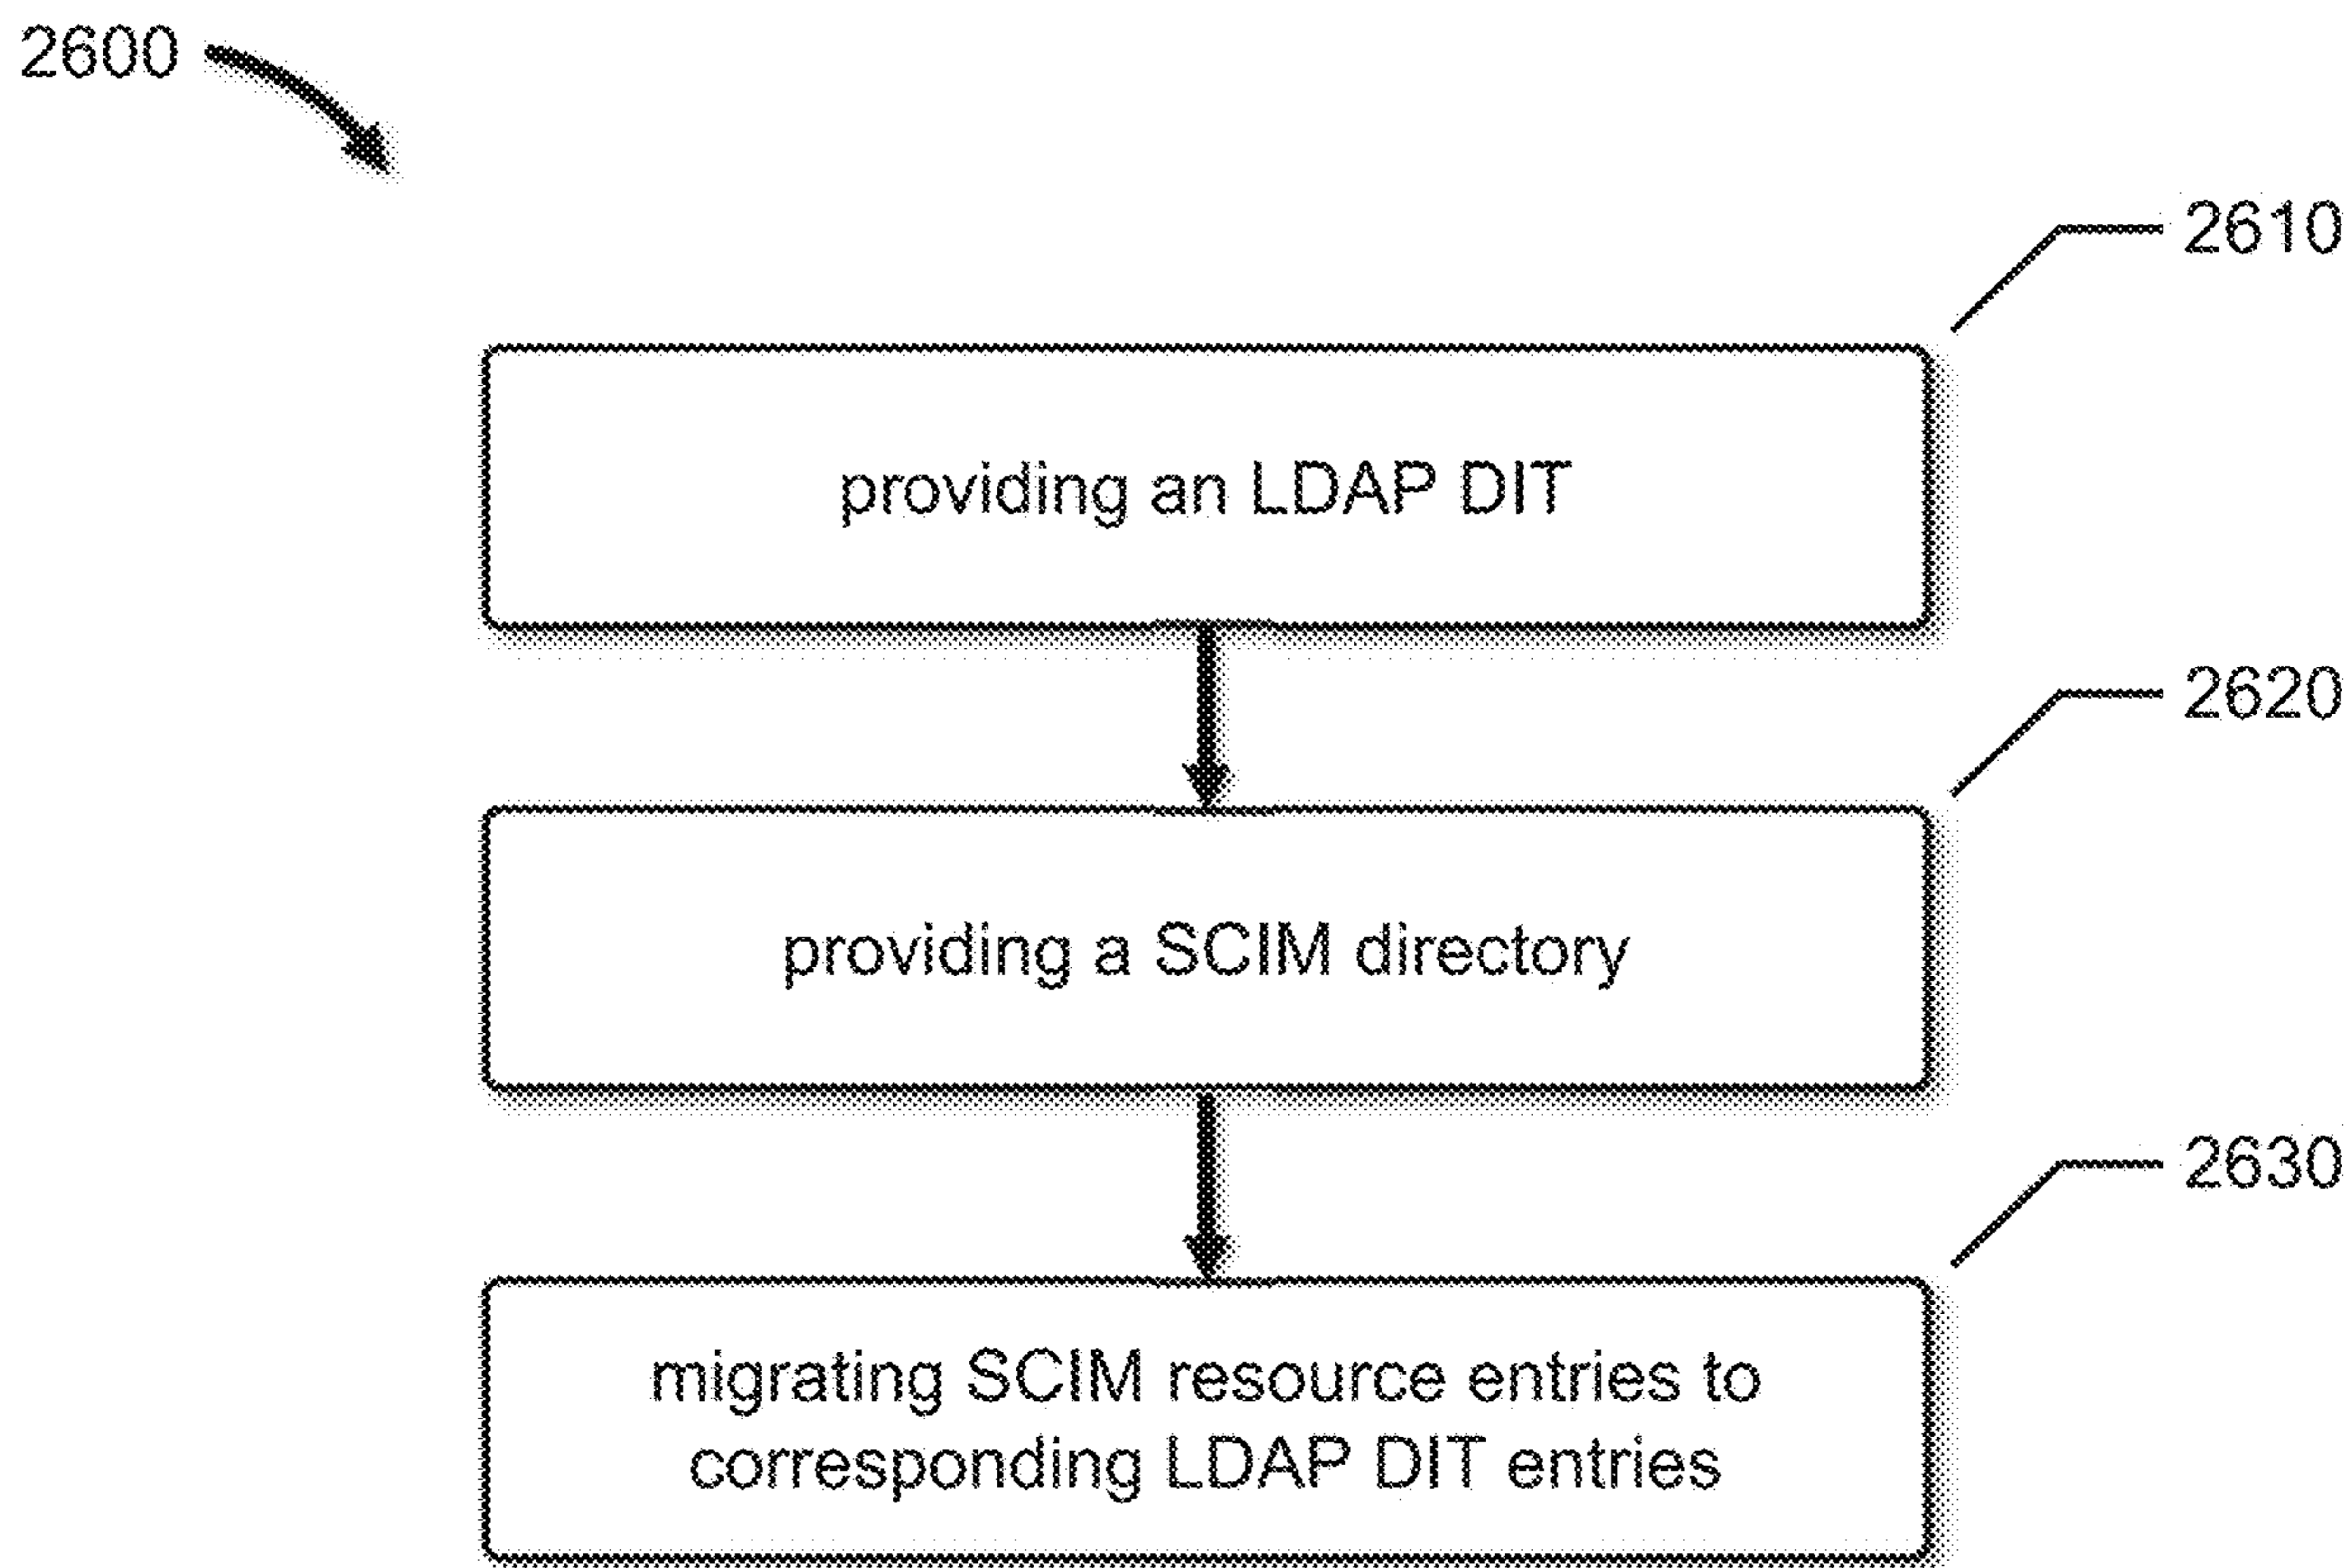 2600
2610
providing an LDAP DIT
2620
providing a SCIM directory
2630
migrating SCIM resource entries to
corresponding LDAP DIT entries